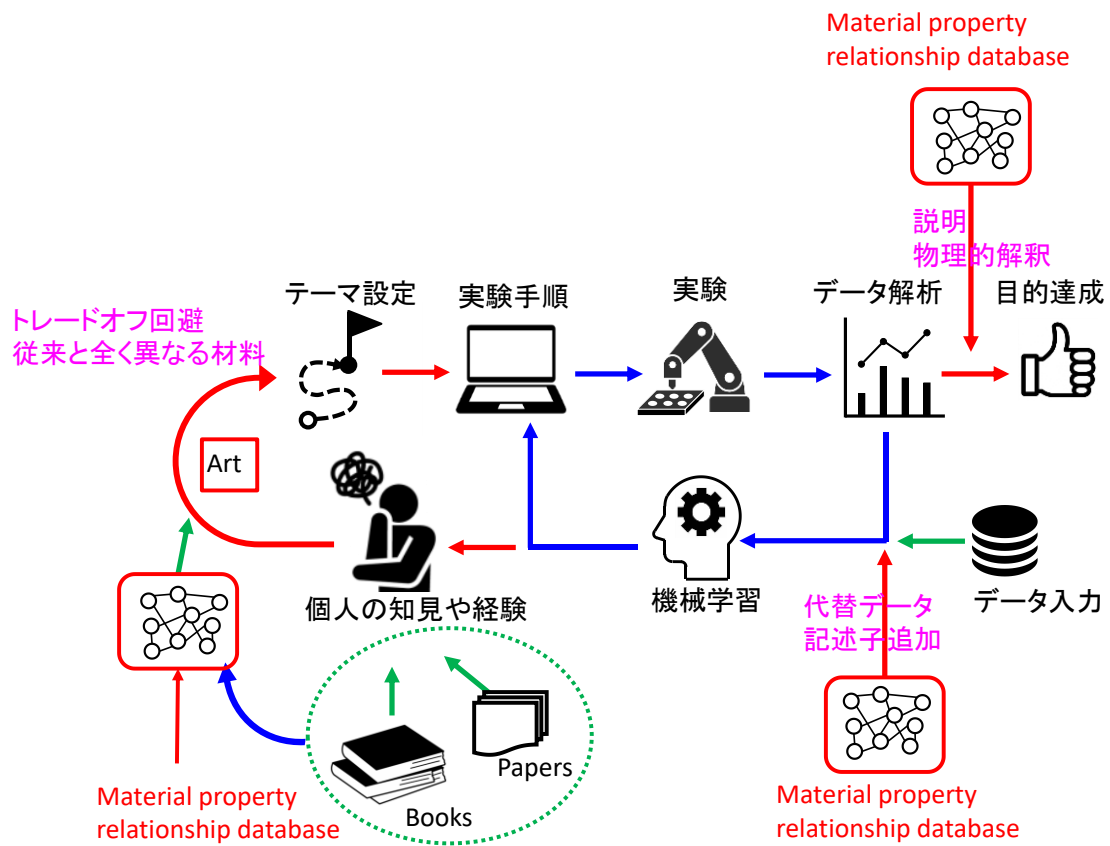 Material property
relationship database
説明
物理的解釈
テーマ設定
実験手順
実験
データ解析
目的達成
トレードオフ回避
従来と全く異なる材料
Art
個人の知見や経験
機械学習
代替データ
記述子追加
データ入力
Papers
Books
Material property
relationship database
Material property
relationship database